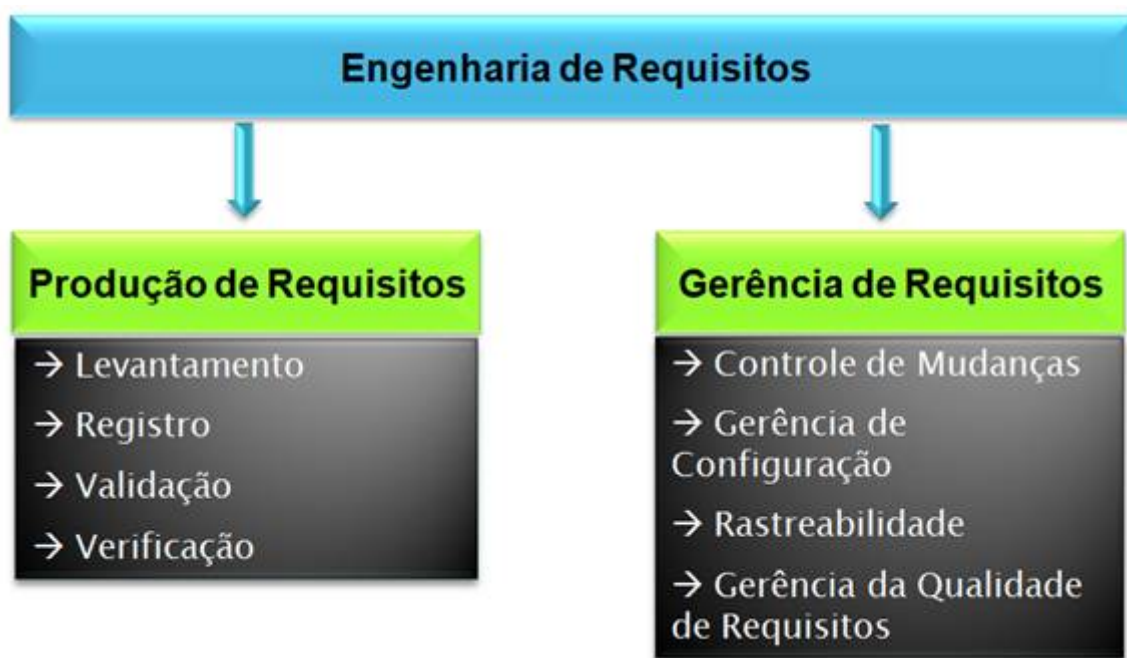 Engenharia de Requisitos
Produção de Requisitos
→ Levantamento
→ Registro
→ Validação
→ Verificação
Gerência de Requisitos
→ Controle de Mudanças
→ Gerência de
Configuração
→ Rastreabilidade
→ Gerência da Qualidade
de Requisitos